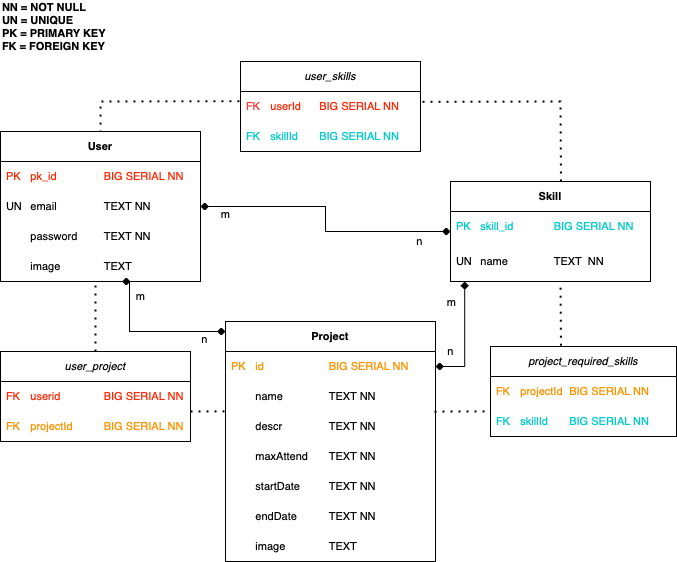 NN = NOT NULL
UN = UNIQUE
PK = PRIMARY KEY
FK = FOREIGN KEY
user_skills
FK userId BIG SERIAL NN
FK skillId BIG SERIAL NN
User
PK pk_id BIG SERIAL NN
UN email TEXT NN
password TEXT NN
image TEXT
m
n
Skill
PK skill_id BIG SERIAL NN
UN name TEXT NN
m
n
m
n
Project
PK id BIG SERIAL NN
name TEXT NN
descr TEXT NN
maxAttend TEXT NN
startDate TEXT NN
endDate TEXT NN
image TEXT
user_project
FK userid BIG SERIAL NN
FK projectId BIG SERIAL NN
project_required_skills
FK projectId BIG SERIAL NN
FK skillId BIG SERIAL NN